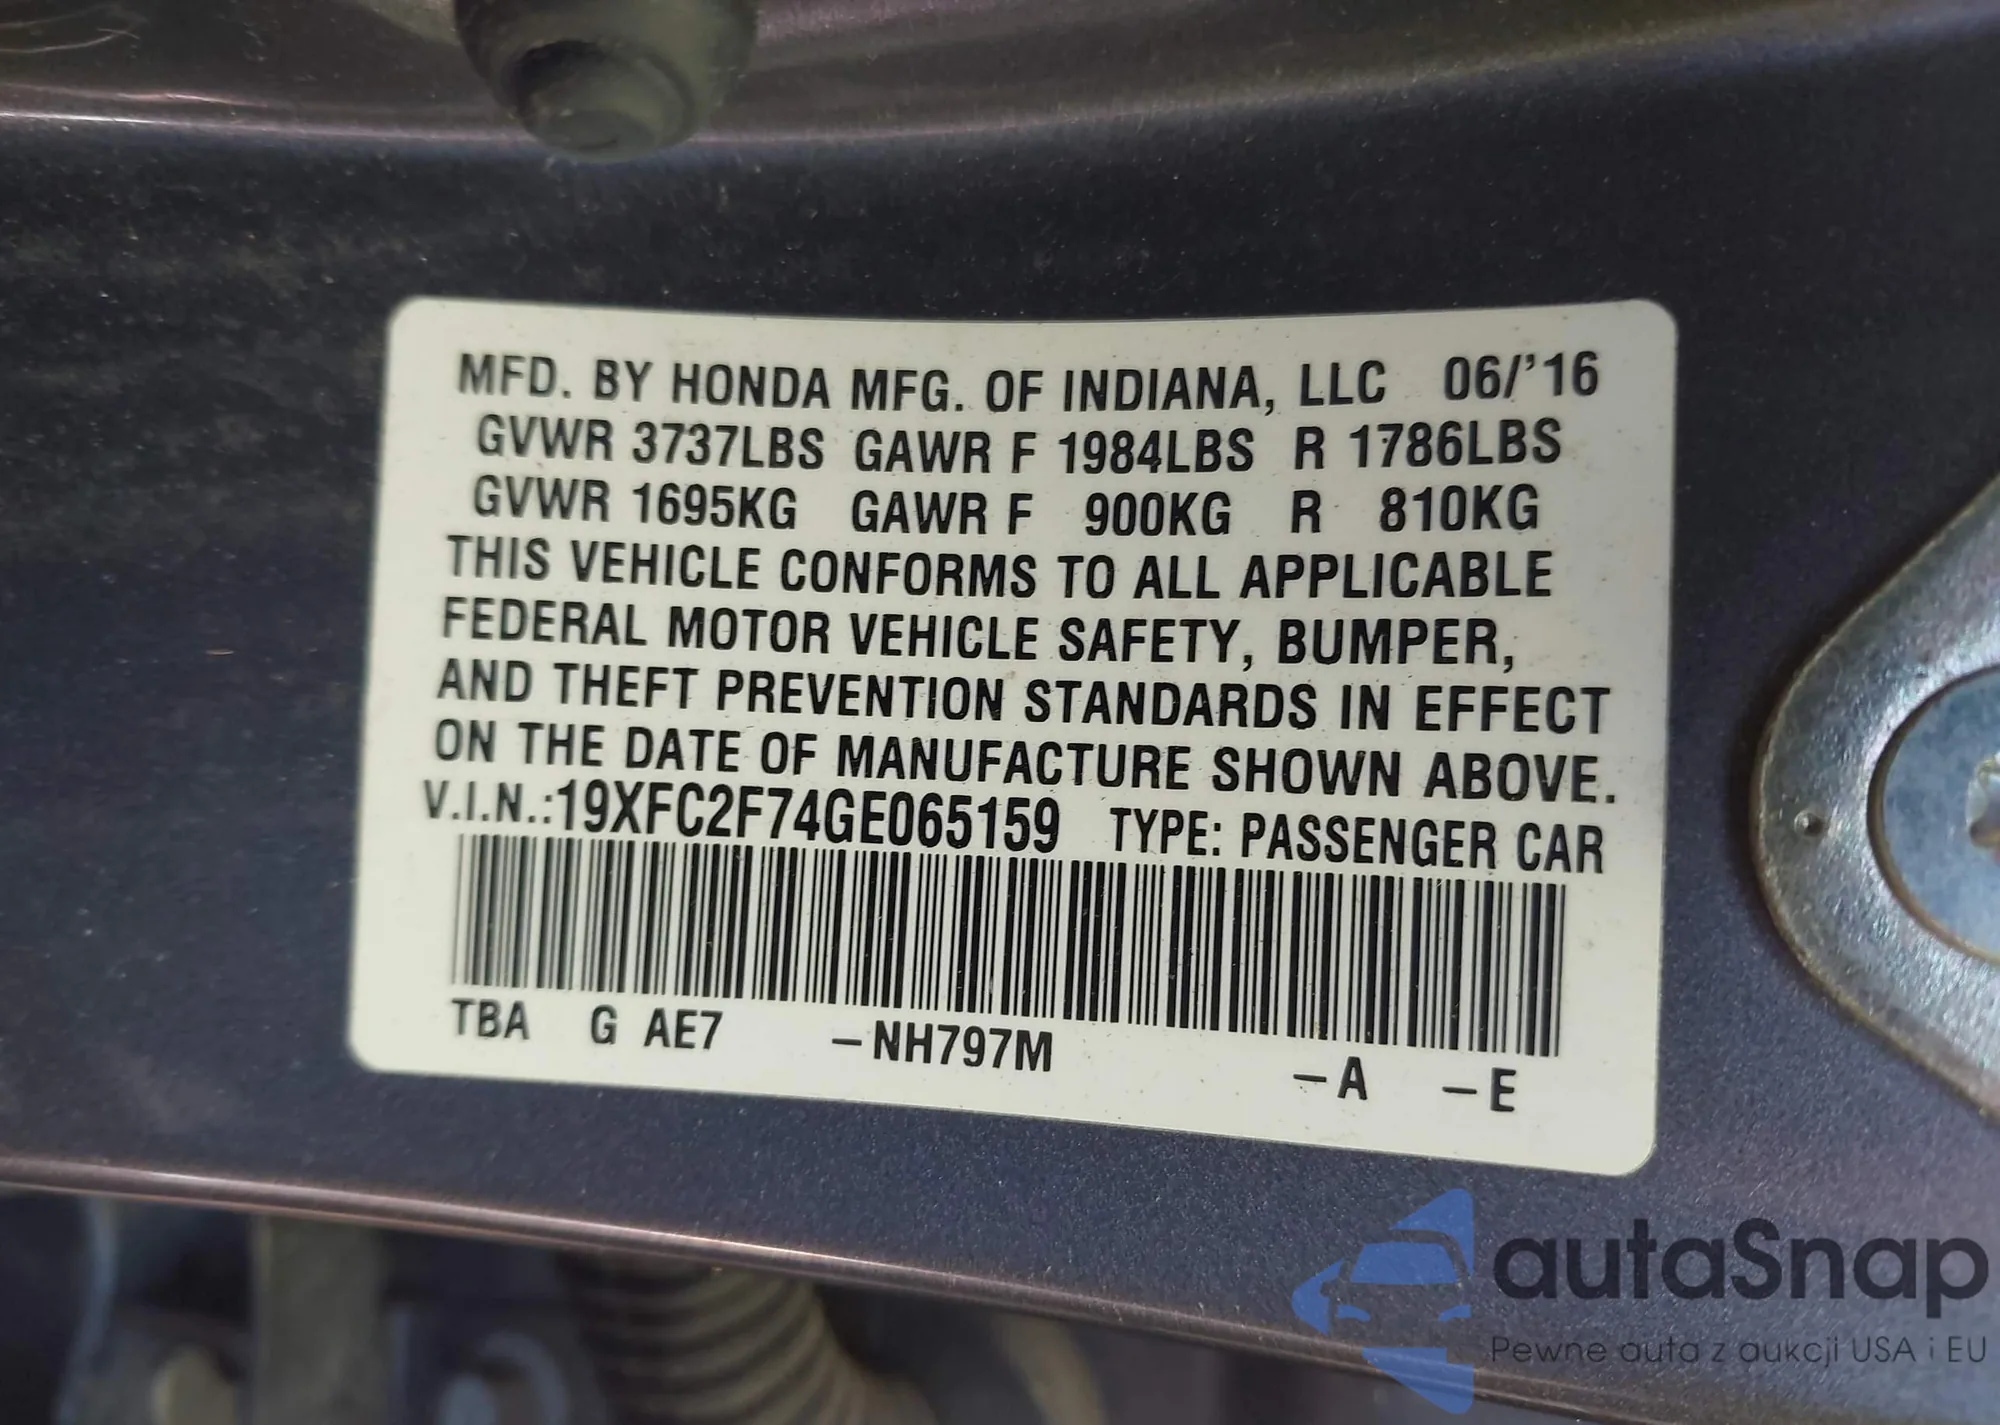 MFD. BY HONDA MFG. OF INDIANA, LLC 06/'16
GVWR 3737LBS GAWR F 1984LBS R 1786LBS
GVWR 1695KG GAWR F 900KG R 810KG
THIS VEHICLE CONFORMS TO ALL APPLICABLE
FEDERAL MOTOR VEHICLE SAFETY, BUMPER,
AND THEFT PREVENTION STANDARDS IN EFFECT
ON THE DATE OF MANUFACTURE SHOWN ABOVE.
V.I.N.:19XFC2F74GE065159 TYPE: PASSENGER CAR
TBA G AE7 –NH797M –A –E
autaSnap
Pewne auta z aukcji USA i EU